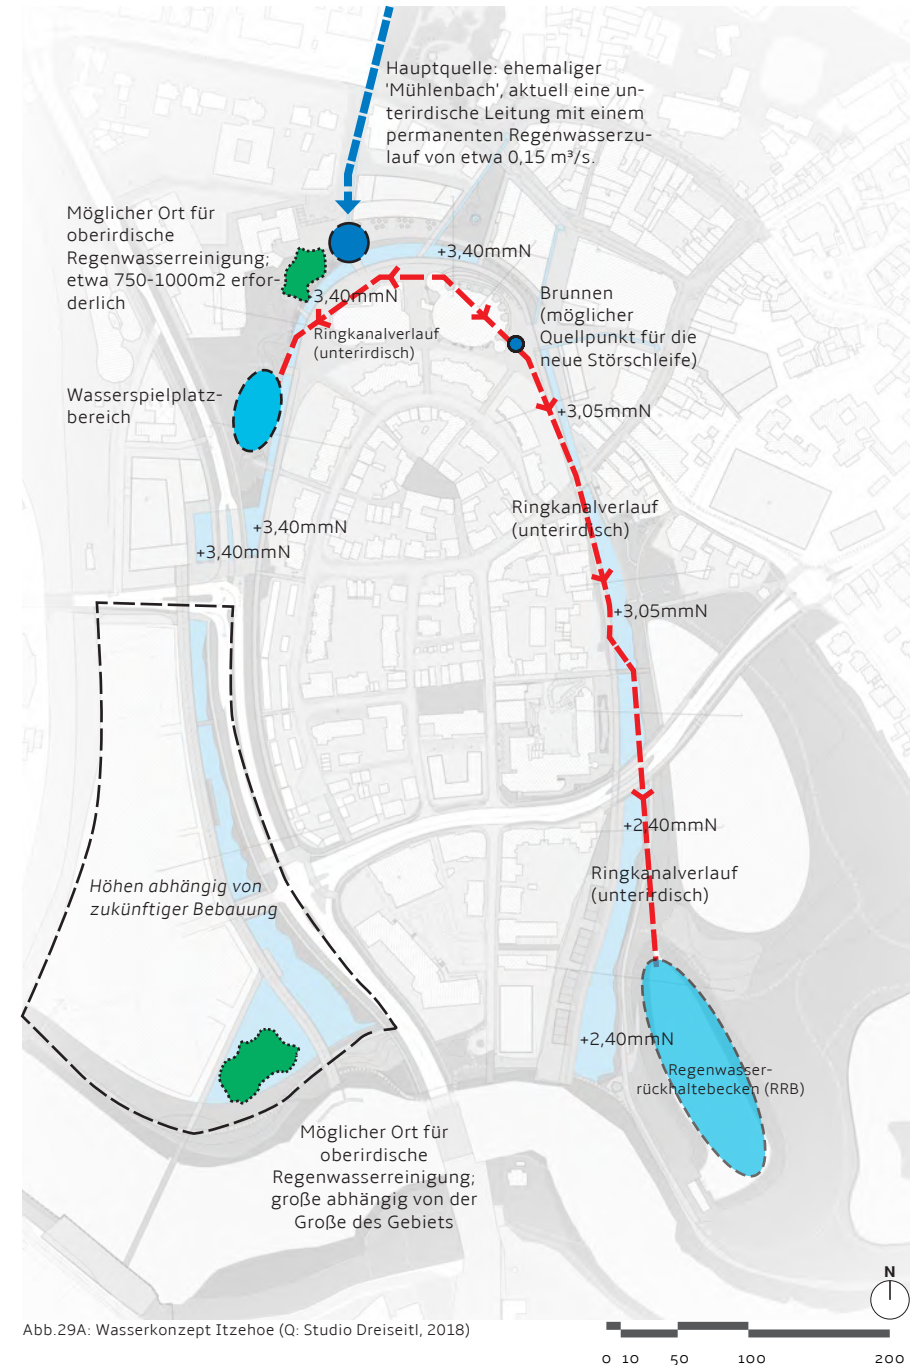 Hauptquelle: ehemaliger
'Mühlenbach', aktuell eine un-
terirdische Leitung mit einem
permanenten Regenwasserzu-
lauf von etwa 0,15 m³/s.
Möglicher Ort für
oberirdische
Regenwasserreinigung;
etwa 750-1000m2 erfor-
derlich
+3,40mmN
3,40mmN
Ringkanalverlauf
(unterirdisch)
Brunnen
(möglicher
Quellpunkt für die
neue Störschleife)
Wasserspielplatz-
bereich
+3,05mmN
Ringkanalverlauf
(unterirdisch)
+3,40mmN
+3,40mmN
+3,05mmN
+2,40mmN
Ringkanalverlauf
(unterirdisch)
Höhen abhängig von
zukünftiger Bebauung
+2,40mmN
Regenwasser-
rückhaltebecken (RRB)
Möglicher Ort für
oberirdische
Regenwasserreinigung;
große abhängig von der
Große des Gebiets
N
Abb.29A: Wasserkonzept Itzehoe (Q: Studio Dreiseitl, 2018)
0 10 50 100 200